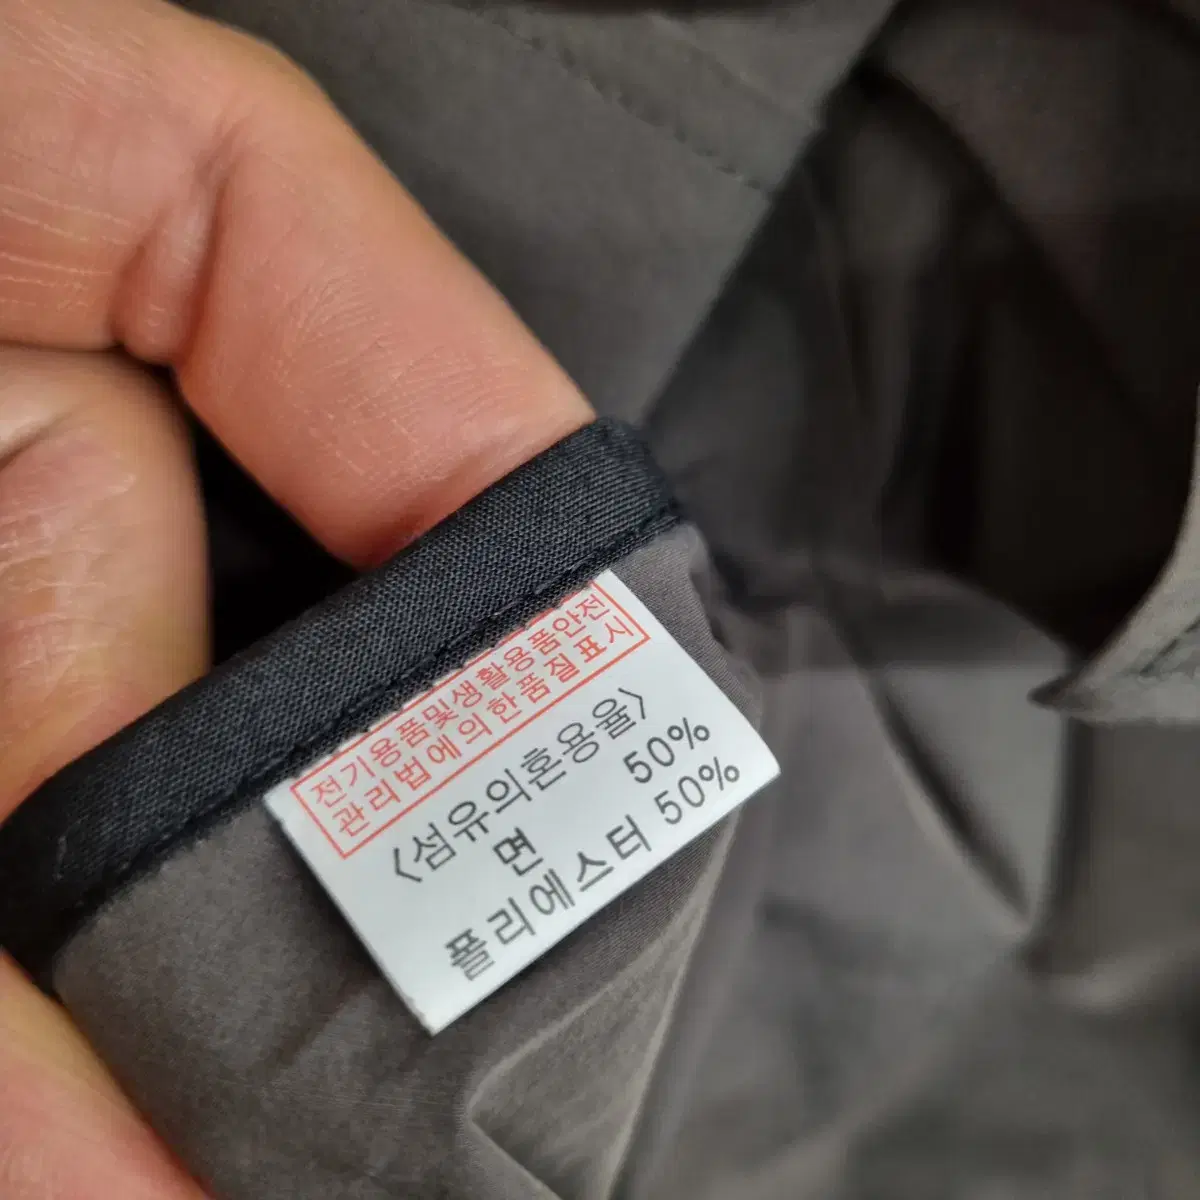 전기용품및생활용품안전
관리법에의한품질표시
<섬유의혼용율>
면 50%
폴리에스터 50%